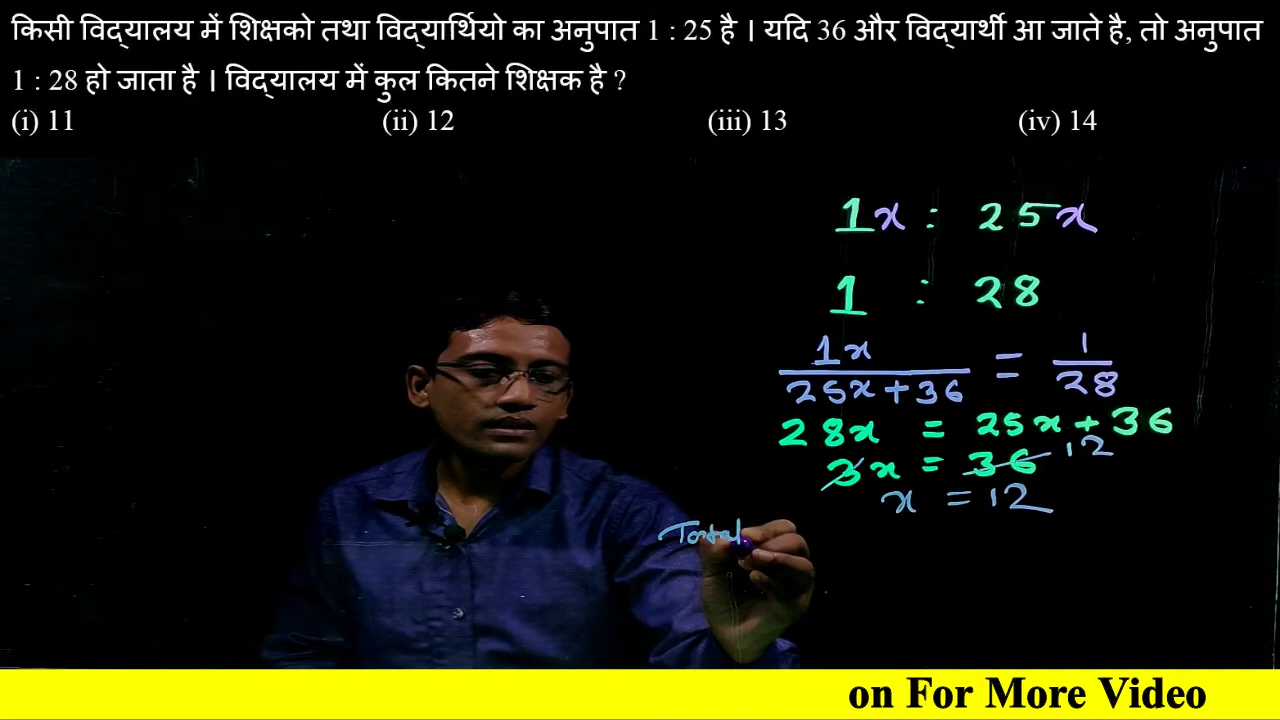 किसी विद्यालय में शिक्षको तथा विद्यार्थियो का अनुपात 1 : 25 है । यदि 36 और विद्यार्थी आ जाते है, तो अनुपात
1 : 28 हो जाता है । विद्यालय में कुल कितने शिक्षक है ?
(i) 11 (ii) 12 (iii) 13 (iv) 14
1x : 25x
1 : 28
1x / 25x + 36 = 1 / 28
28x = 25x + 36
3x = 36 12
x = 12
Total
on For More Video